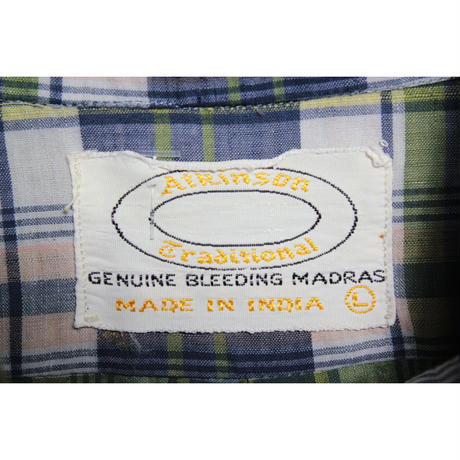 Atkinson
Traditional
GENUINE BLEEDING MADRAS
MADE IN INDIA L